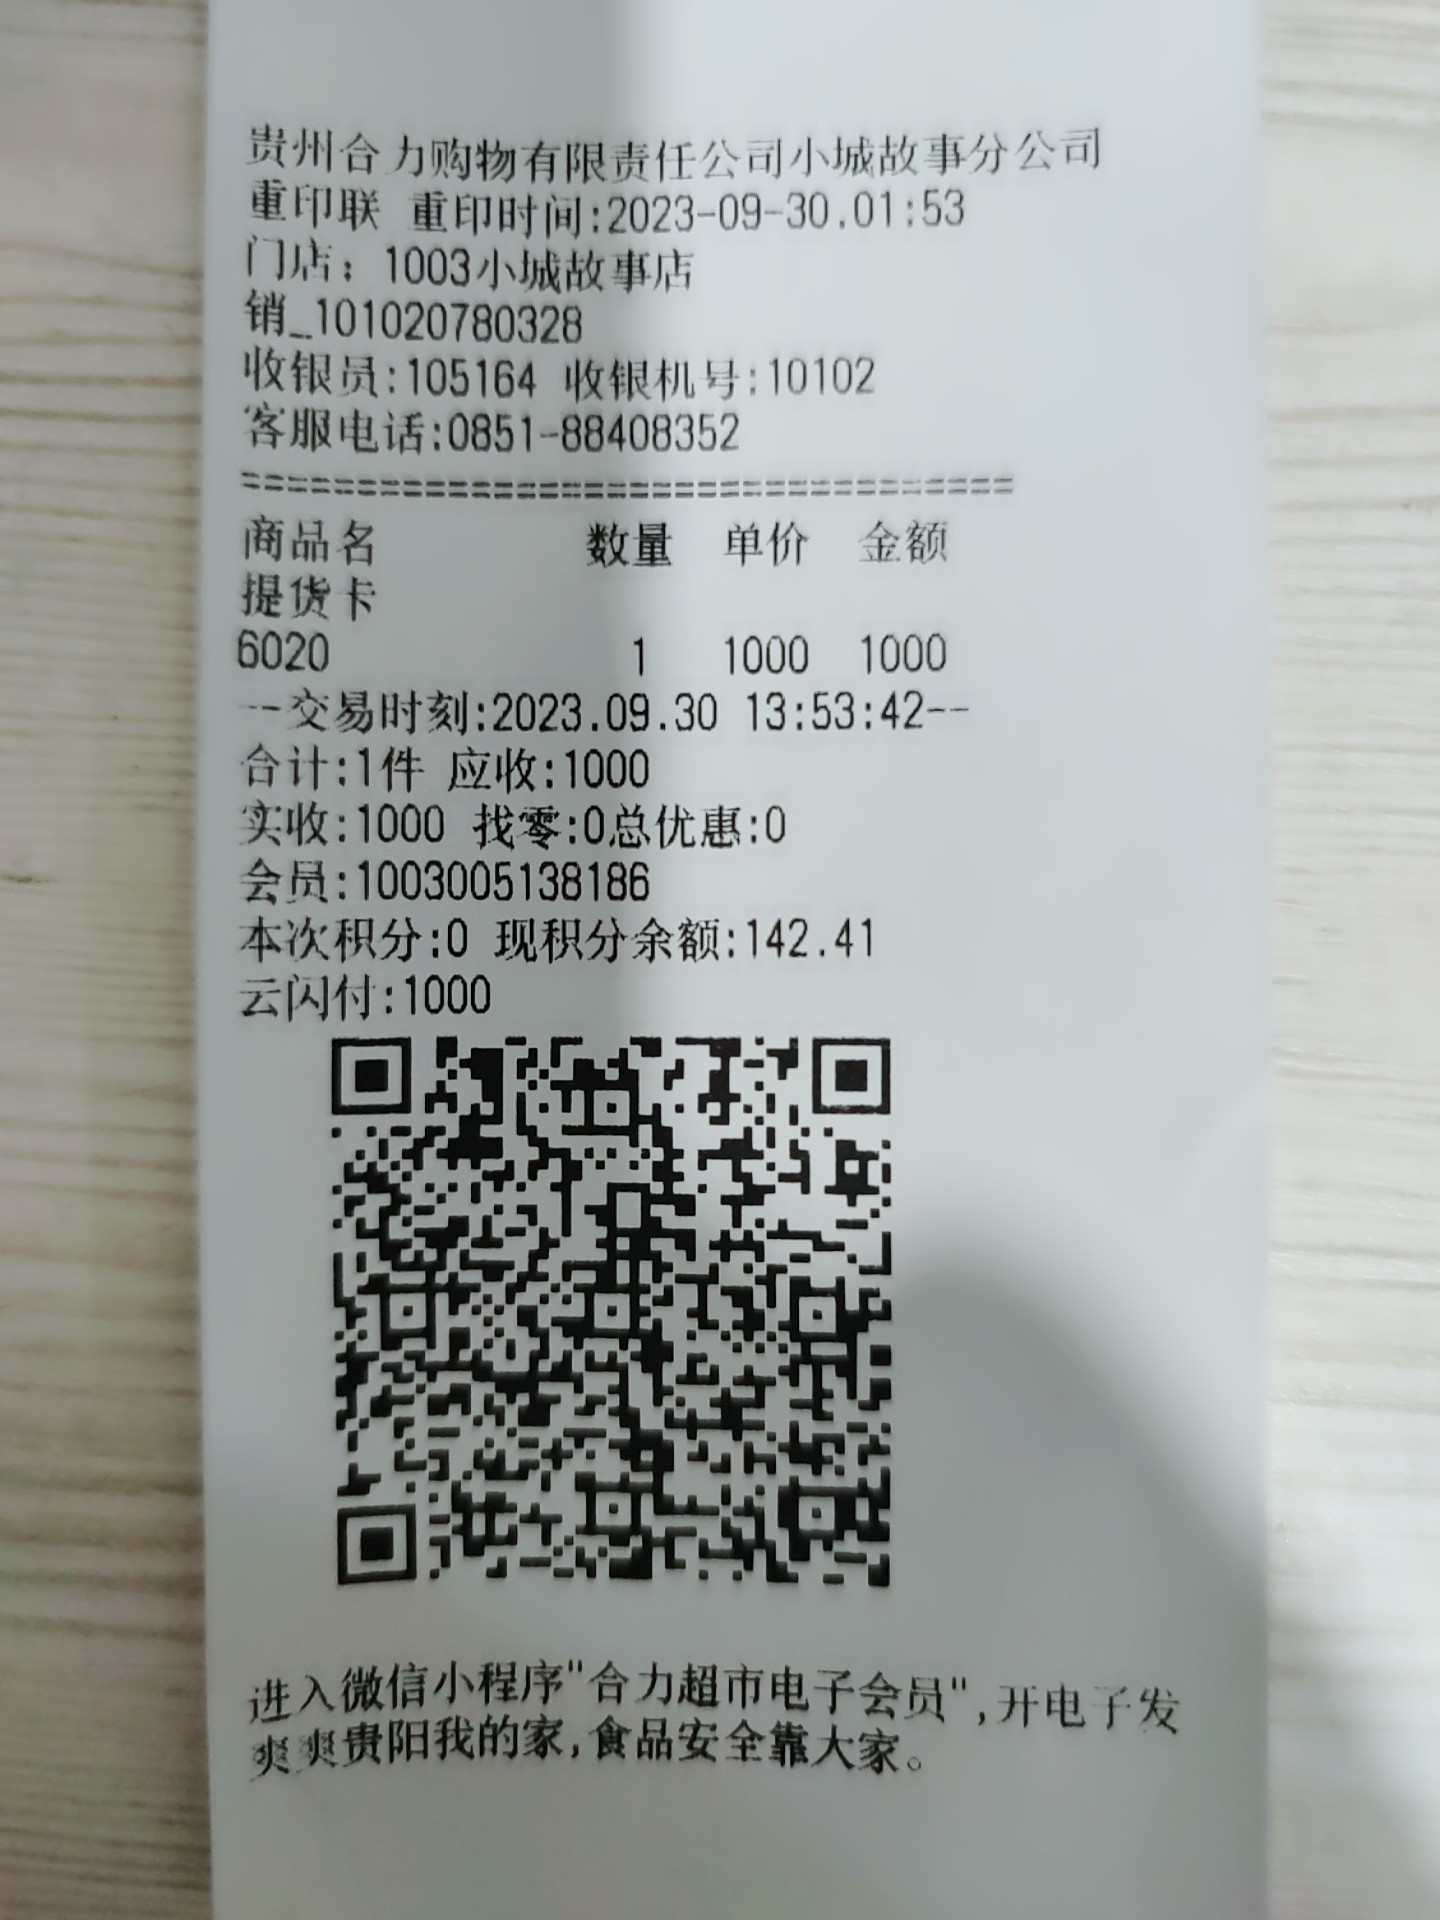 贵州合力购物有限责任公司小城故事分公司
重印联 重印时间:2023-09-30.01:53
门店：1003小城故事店
销_101020780328
收银员:105164 收银机号:10102
客服电话:0851-88408352
==================================
商品名 数量 单价 金额
提货卡
6020 1 1000 1000
--交易时刻:2023.09.30 13:53:42--
合计:1件 应收:1000
实收:1000 找零:0总优惠:0
会员:1003005138186
本次积分:0 现积分余额:142.41
云闪付:1000
进入微信小程序"合力超市电子会员",开电子发
爽爽贵阳我的家,食品安全靠大家。